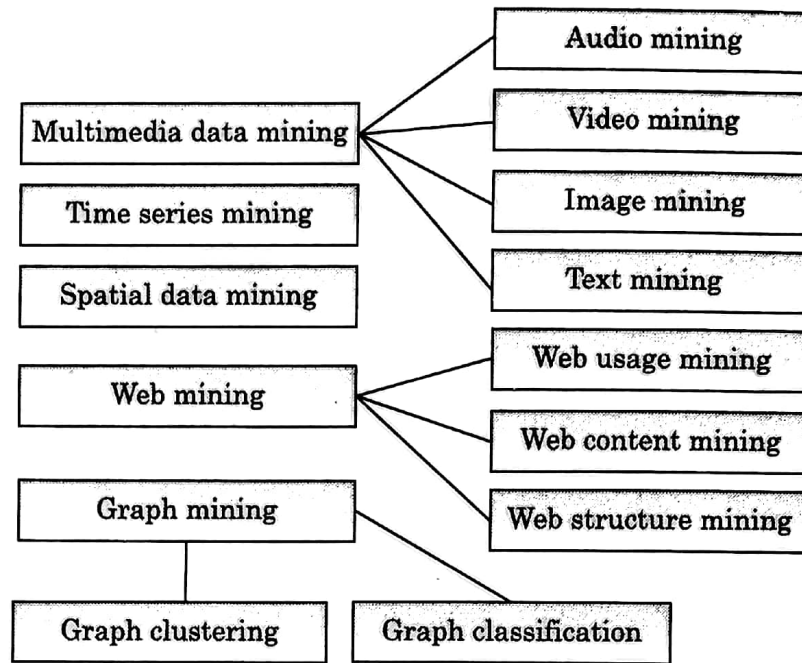 Audio mining
Multimedia data mining
Video mining
Time series mining
Image mining
Spatial data mining
Text mining
Web mining
Web usage mining
Web content mining
Graph mining
Web structure mining
Graph clustering
Graph classification